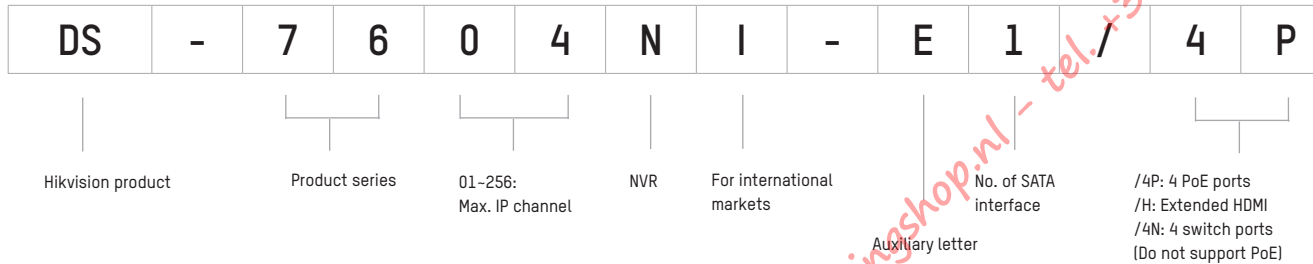 DS - 7 6 0 4 N I - E 1 / 4 P
Hikvision product
Product series
01~256:
Max. IP channel
NVR
For international
markets
Auxiliary letter
No. of SATA
interface
/4P: 4 PoE ports
/H: Extended HDMI
/4N: 4 switch ports
(Do not support PoE)
ingshop.nl - tel. +3